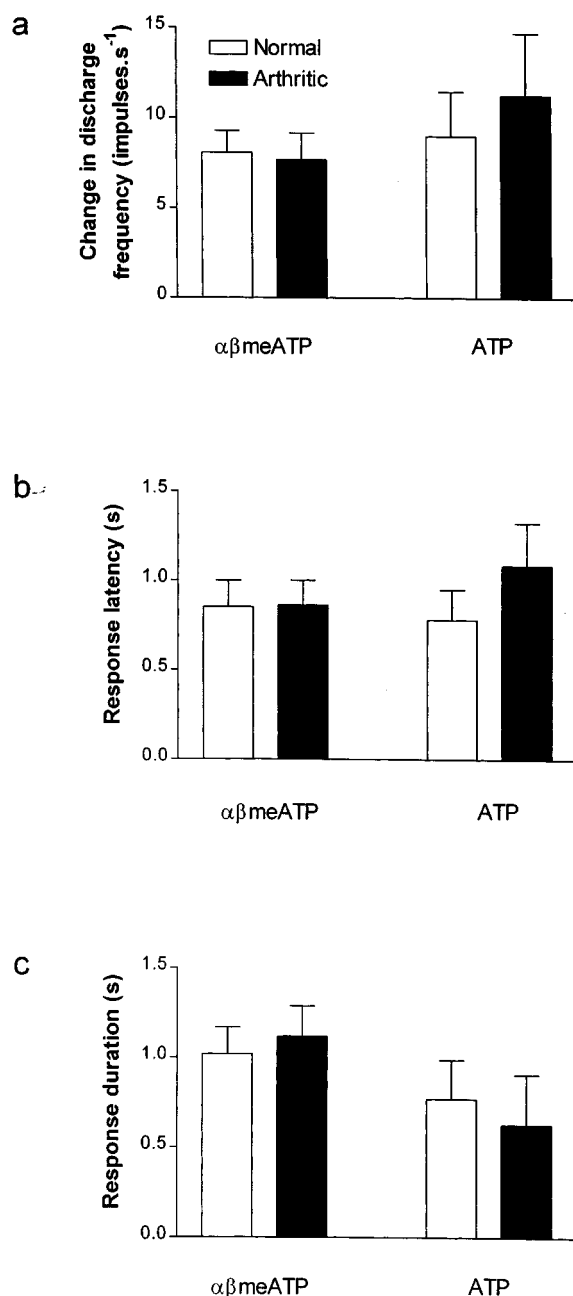 a
Change in discharge
frequency (impulses.s⁻¹)
15
10
5
0
Normal
Arthritic
αβmeATP
ATP
b
Response latency (s)
1.5
1.0
0.5
0.0
αβmeATP
ATP
c
Response duration (s)
1.5
1.0
0.5
0.0
αβmeATP
ATP